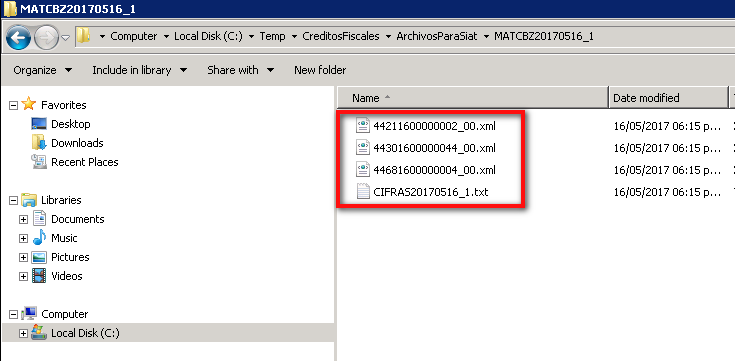 MATCBZ20170516_1
Computer Local Disk (C:) Temp CreditosFiscales ArchivosParaSiat MATCBZ20170516_1
Organize Include in library Share with New folder
Favorites
Desktop
Downloads
Recent Places
Libraries
Documents
Music
Pictures
Videos
Computer
Local Disk (C:)
Name Date modified
44211600000002_00.xml 16/05/2017 06:15 p...
44301600000044_00.xml 16/05/2017 06:15 p...
44681600000004_00.xml 16/05/2017 06:15 p...
CIFRAS20170516_1.txt 16/05/2017 06:15 p...